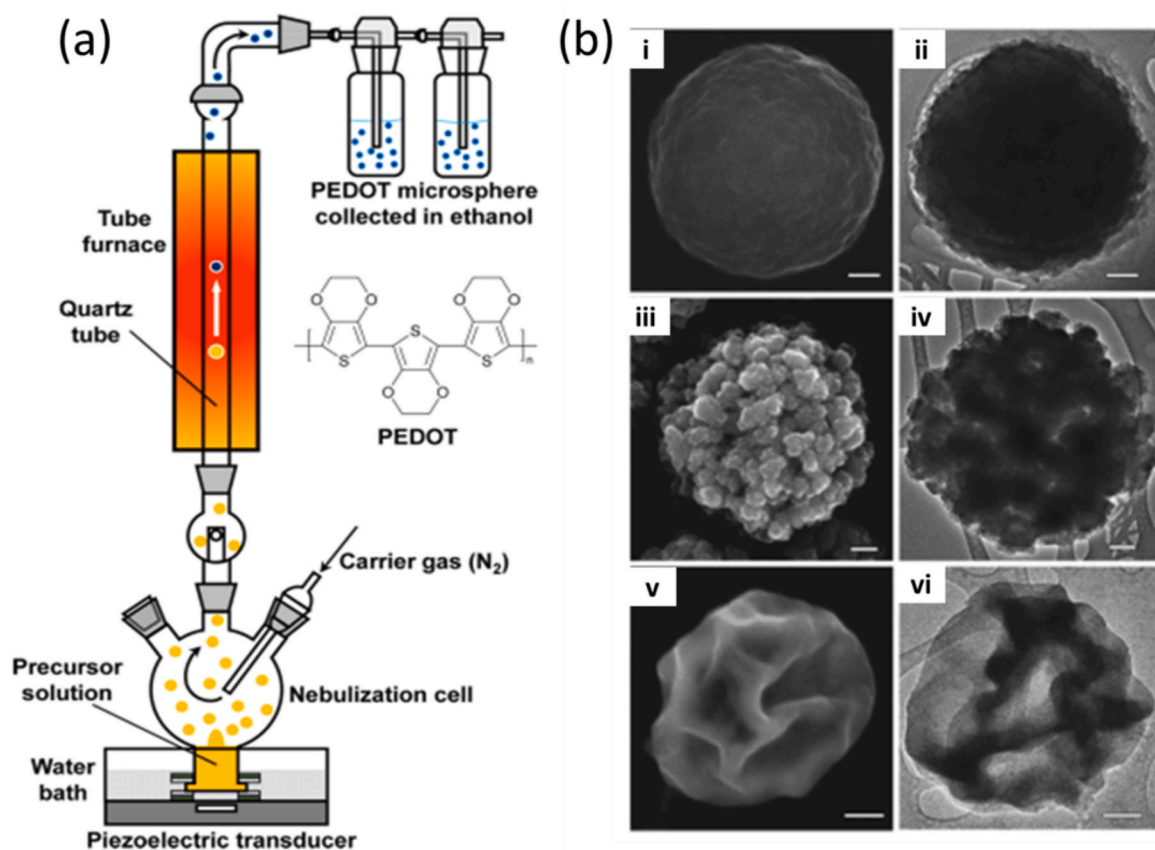 (a)
PEDOT microsphere
collected in ethanol
Tube
furnace
Quartz
tube
O
O
S
O
O
S
S
O
O
n
PEDOT
Carrier gas (N₂)
Precursor
solution
Nebulization cell
Water
bath
Piezoelectric transducer
(b)
i
ii
iii
iv
v
vi